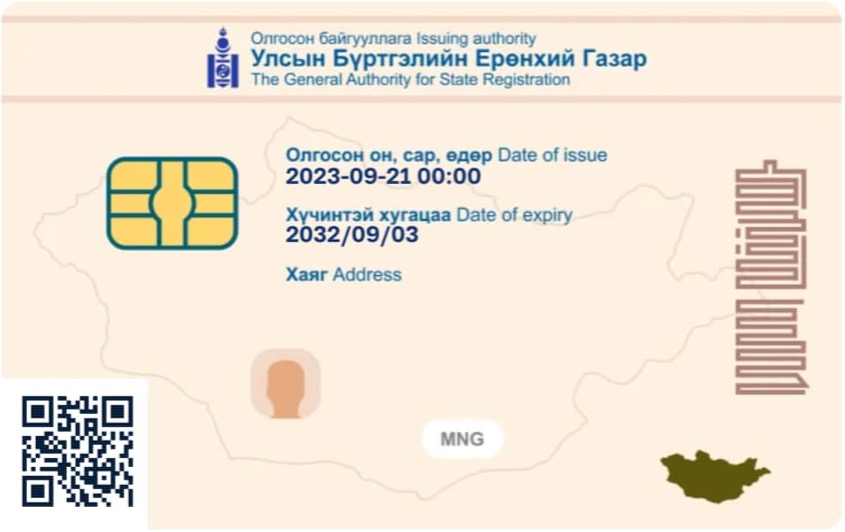 Олгосон байгууллага Issuing authority
Улсын Бүртгэлийн Ерөнхий Газар
The General Authority for State Registration
Олгосон он, сар, өдөр Date of issue
2023-09-21 00:00
Хүчинтэй хугацаа Date of expiry
2032/09/03
Хаяг Address
MNG